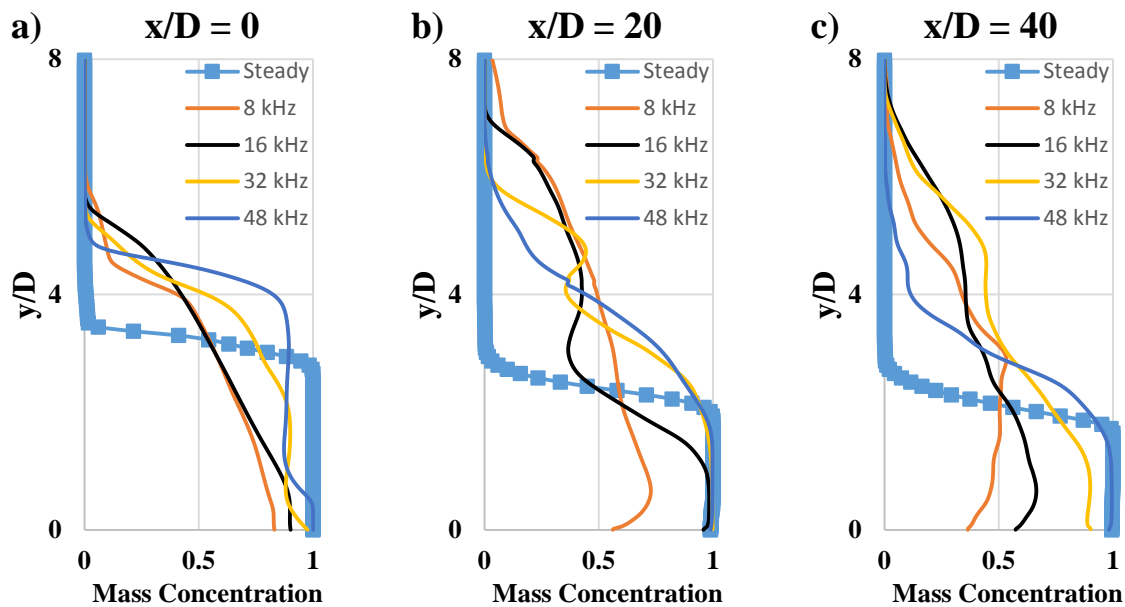 a) x/D = 0
8
4
0
y/D
Steady
8 kHz
16 kHz
32 kHz
48 kHz
0 0.5 1
Mass Concentration
b) x/D = 20
8
4
0
y/D
Steady
8 kHz
16 kHz
32 kHz
48 kHz
0 0.5 1
Mass Concentration
c) x/D = 40
8
4
0
y/D
Steady
8 kHz
16 kHz
32 kHz
48 kHz
0 0.5 1
Mass Concentration